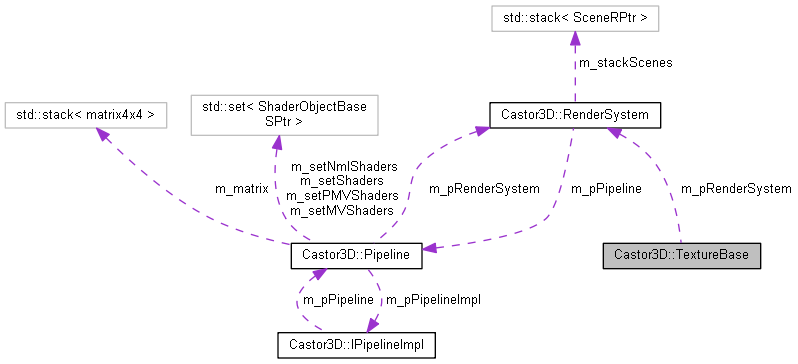 std::stack< SceneRPtr >
m_stackScenes
std::stack< matrix4x4 >
std::set< ShaderObjectBase
SPtr >
Castor3D::RenderSystem
m_matrix
m_setNmlShaders
m_setShaders
m_setPMVShaders
m_setMVShaders
m_pRenderSystem
m_pPipeline
m_pRenderSystem
Castor3D::Pipeline
Castor3D::TextureBase
m_pPipeline
m_pPipelineImpl
Castor3D::IPipelineImpl